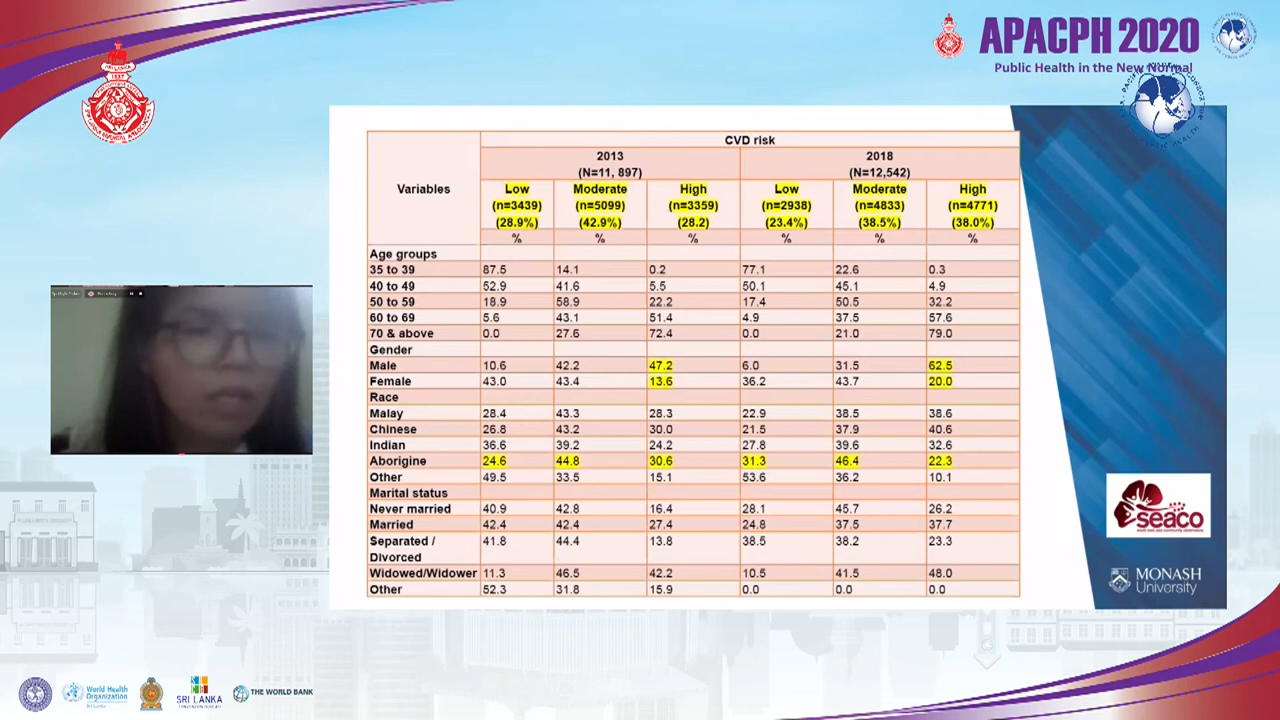 APACPH 2020
Public Health in the New Normal
SRI LANKA
1887
Variables
CVD risk
2013
(N=11, 897)
2018
(N=12,542)
Low
(n=3439)
(28.9%)
Moderate
(n=5099)
(42.9%)
High
(n=3359)
(28.2)
Low
(n=2938)
(23.4%)
Moderate
(n=4833)
(38.5%)
High
(n=4771)
(38.0%)
% % % % % %
Age groups
35 to 39 87.5 14.1 0.2 77.1 22.6 0.3
40 to 49 52.9 41.6 5.5 50.1 45.1 4.9
50 to 59 18.9 58.9 22.2 17.4 50.5 32.2
60 to 69 5.6 43.1 51.4 4.9 37.5 57.6
70 & above 0.0 27.6 72.4 0.0 21.0 79.0
Gender
Male 10.6 42.2 47.2 6.0 31.5 62.5
Female 43.0 43.4 13.6 36.2 43.7 20.0
Race
Malay 28.4 43.3 28.3 22.9 38.5 38.6
Chinese 26.8 43.2 30.0 21.5 37.9 40.6
Indian 36.6 39.2 24.2 27.8 39.6 32.6
Aborigine 24.6 44.8 30.6 31.3 46.4 22.3
Other 49.5 33.5 15.1 53.6 36.2 10.1
Marital status
Never married 40.9 42.8 16.4 28.1 45.7 26.2
Married 42.4 42.4 27.4 24.8 37.5 37.7
Separated / 41.8 44.4 13.8 38.5 38.2 23.3
Divorced
Widowed/Widower 11.3 46.5 42.2 10.5 41.5 48.0
Other 52.3 31.8 15.9 0.0 0.0 0.0
seaco
MONASH
University
World Health
Organization
Sri Lanka
SRI LANKA
THE WORLD BANK